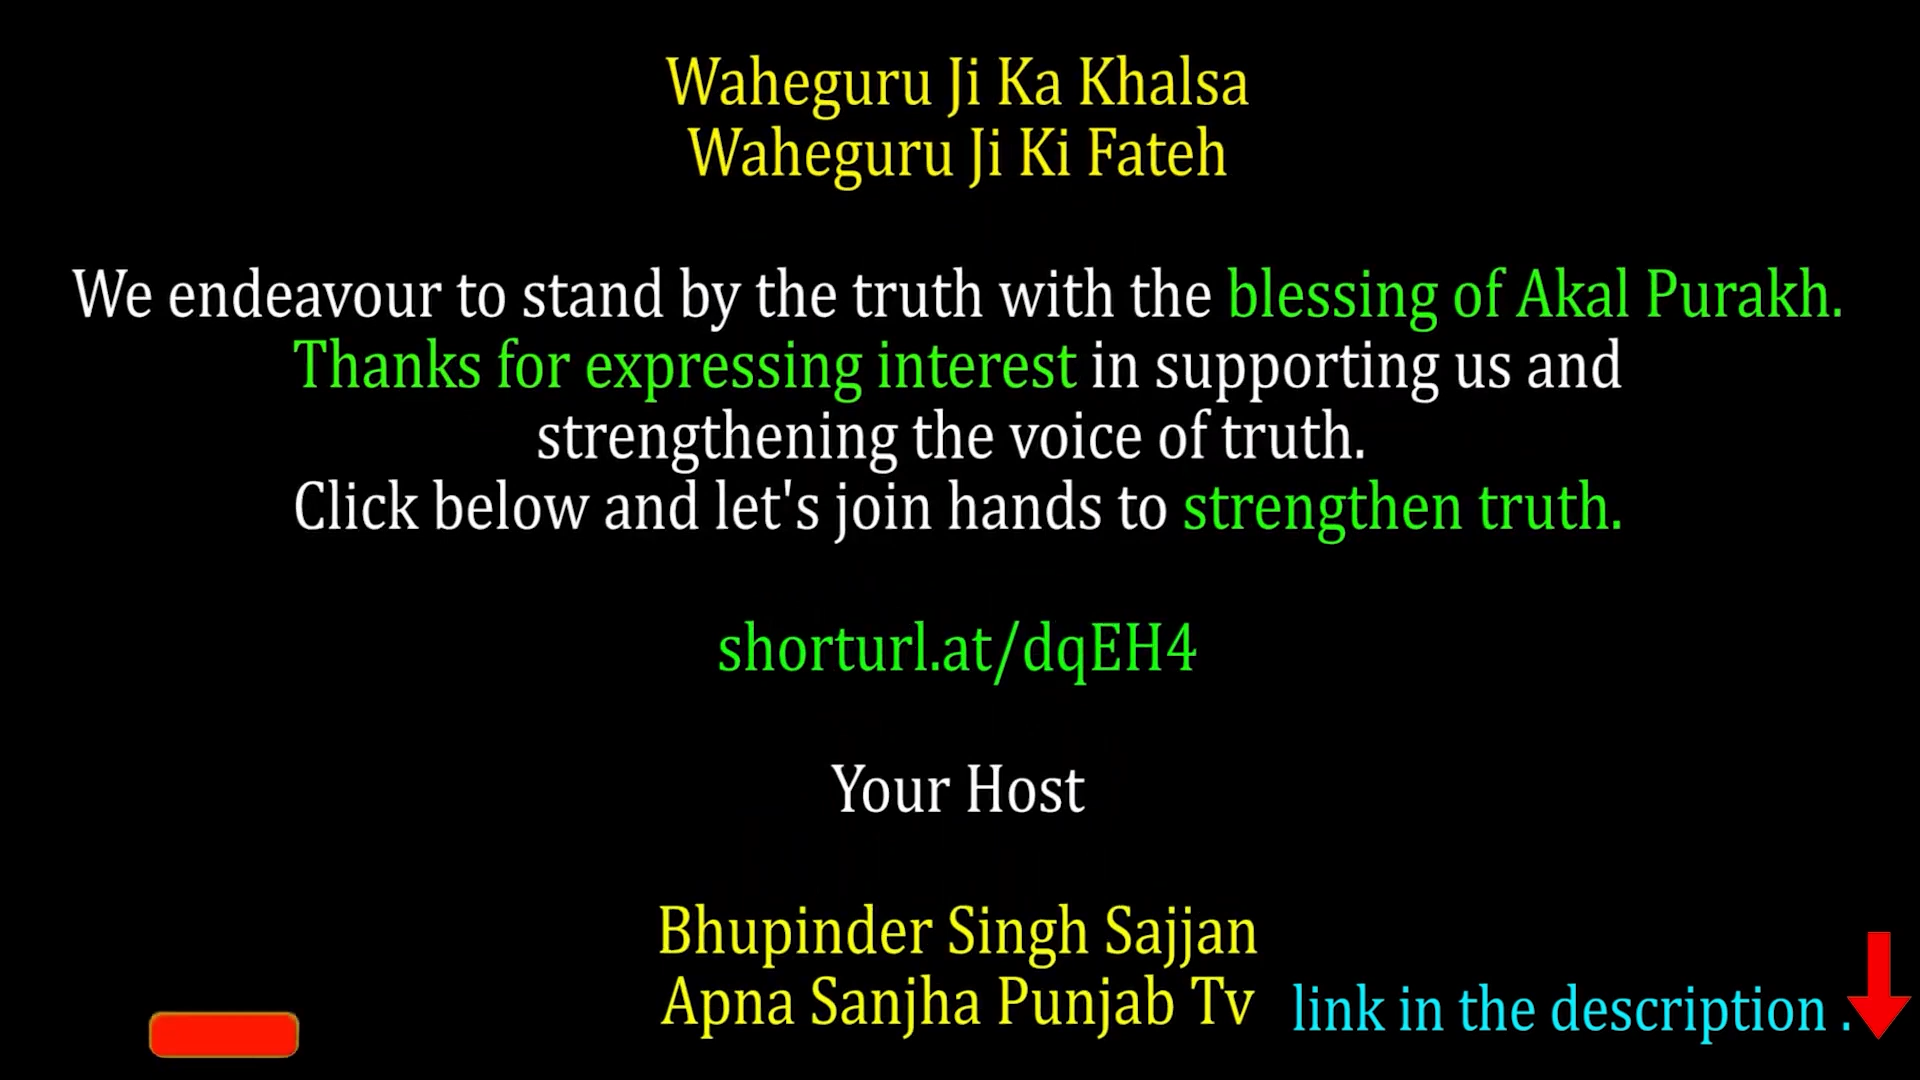 Waheguru Ji Ka Khalsa
Waheguru Ji Ki Fateh
We endeavour to stand by the truth with the blessing of Akal Purakh.
Thanks for expressing interest in supporting us and
strengthening the voice of truth.
Click below and let's join hands to strengthen truth.
shorturl.at/dqEH4
Your Host
Bhupinder Singh Sajjan
Apna Sanjha Punjab Tv
link in the description .